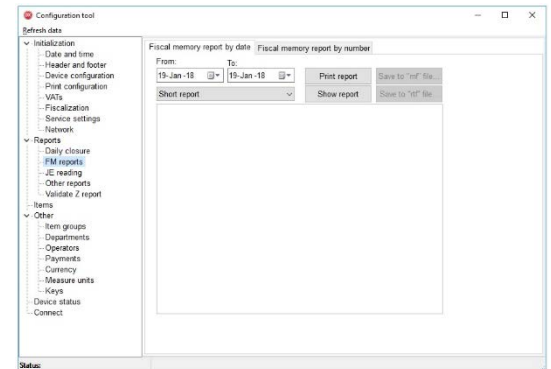 Configuration tool
Refresh data
Initialization
Date and time
Header and footer
Device configuration
Print configuration
VATs
Fiscalization
Service settings
Network
Reports
Daily closure
FM reports
JE reading
Other reports
Validate Z report
Items
Other
Item groups
Departments
Operators
Payments
Currency
Measure units
Keys
Device status
Connect
Fiscal memory report by date Fiscal memory report by number
From: To:
19-Jan-18 19-Jan-18 Print report Save to "mf" file...
Short report Show report Save to "rtf" file...
Status: